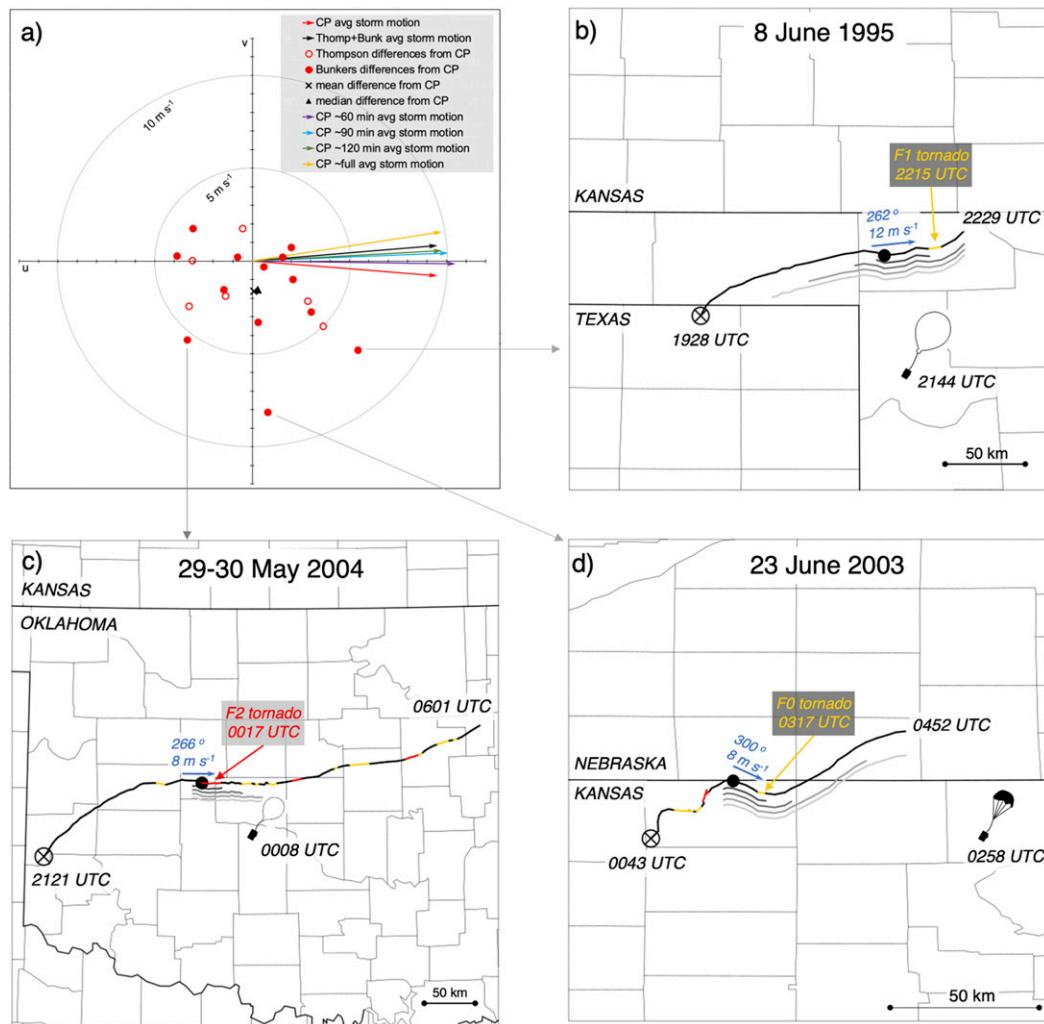 a)
v
u
10 m s-1
5 m s-1
CP avg storm motion
Thomp+Bunk avg storm motion
Thompson differences from CP
Bunkers differences from CP
mean difference from CP
median difference from CP
CP ~60 min avg storm motion
CP ~90 min avg storm motion
CP ~120 min avg storm motion
CP ~full avg storm motion
b)
8 June 1995
KANSAS
F1 tornado
2215 UTC
2229 UTC
262 º
12 m s-1
TEXAS
1928 UTC
2144 UTC
50 km
c)
29-30 May 2004
KANSAS
OKLAHOMA
F2 tornado
0017 UTC
0601 UTC
266 º
8 m s-1
0008 UTC
2121 UTC
50 km
d)
23 June 2003
F0 tornado
0317 UTC
0452 UTC
300 º
8 m s-1
NEBRASKA
KANSAS
0043 UTC
0258 UTC
50 km